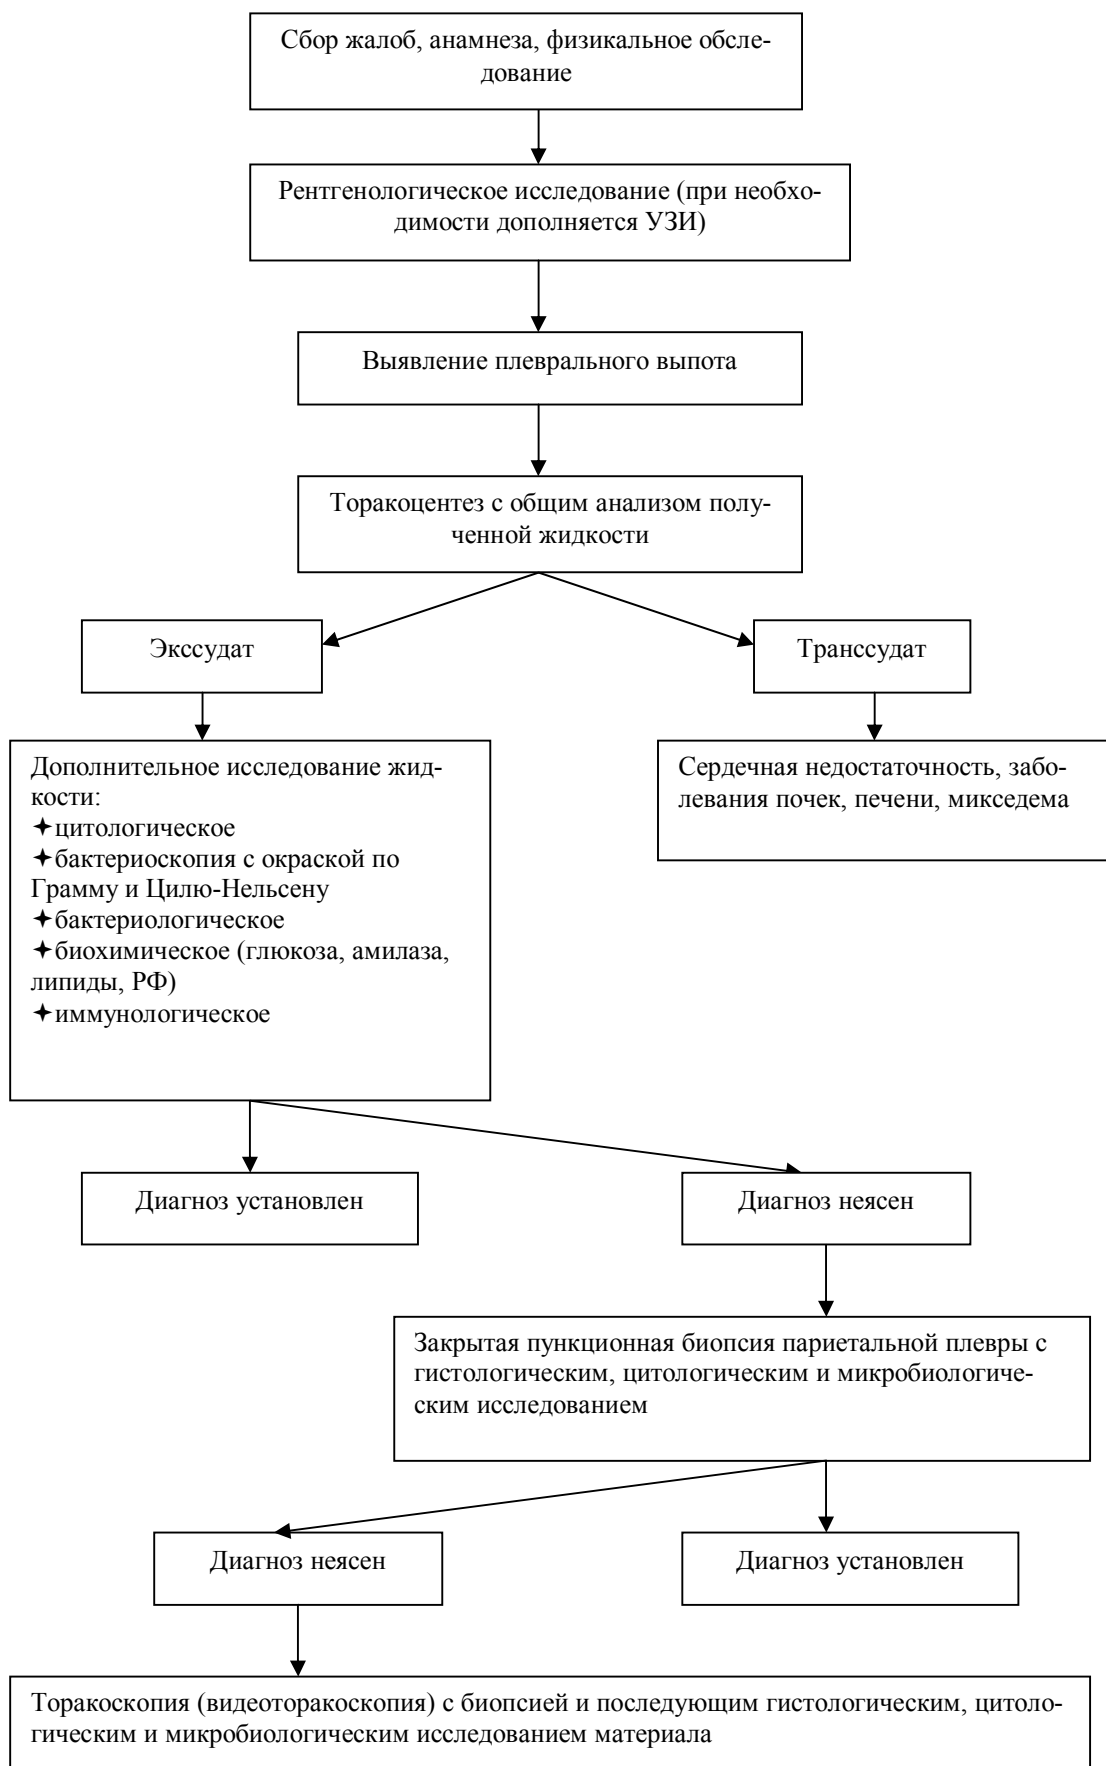 Сбор жалоб, анамнеза, физикальное обсле-
дование
Рентгенологическое исследование (при необхо-
димости дополняется УЗИ)
Выявление плеврального выпота
Торакоцентез с общим анализом полу-
ченной жидкости
Экссудат
Транссудат
Дополнительное исследование жид-
кости:
✦цитологическое
✦бактериоскопия с окраской по
Грамму и Цилю-Нельсену
✦бактериологическое
✦биохимическое (глюкоза, амилаза,
липиды, РФ)
✦иммунологическое
Сердечная недостаточность, забо-
левания почек, печени, микседема
Диагноз установлен
Диагноз неясен
Закрытая пункционная биопсия париетальной плевры с
гистологическим, цитологическим и микробиологиче-
ским исследованием
Диагноз неясен
Диагноз установлен
Торакоскопия (видеоторакоскопия) с биопсией и последующим гистологическим, цитоло-
гическим и микробиологическим исследованием материала